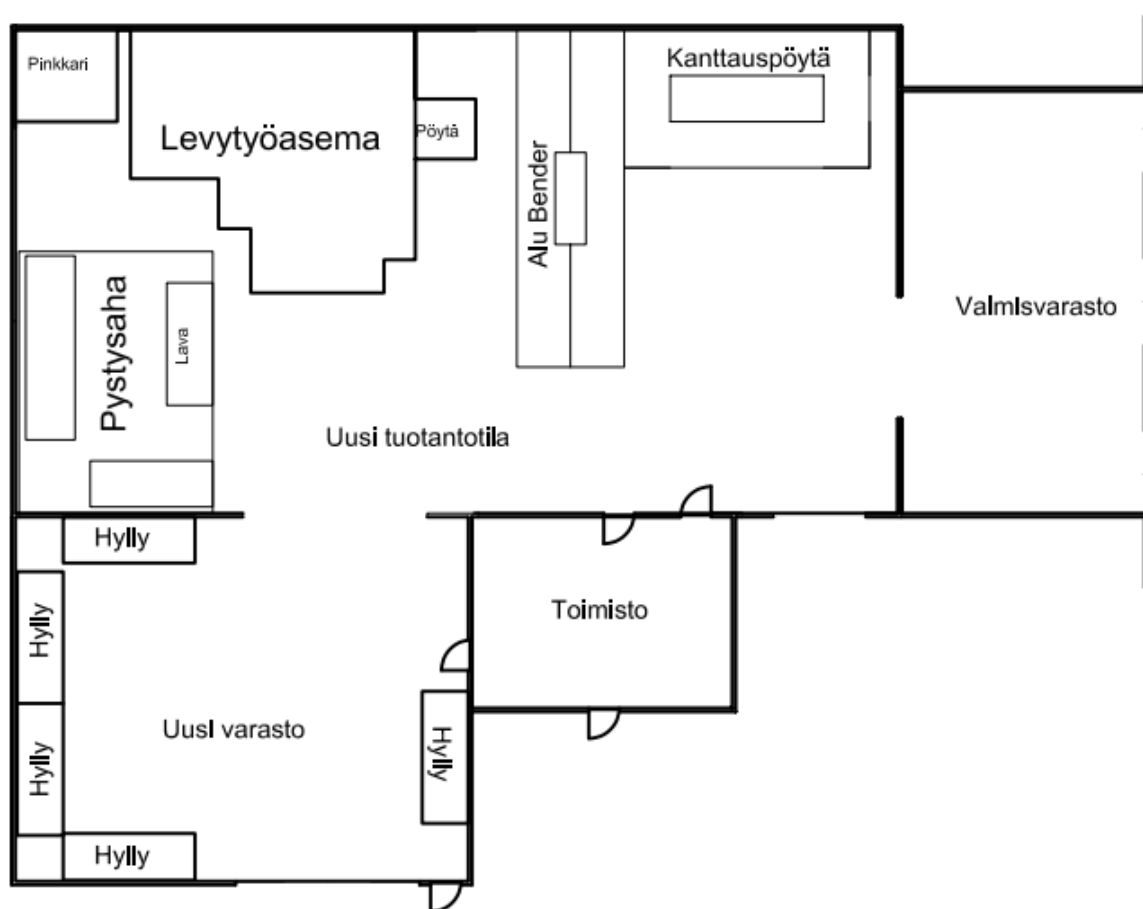 Pinkkari
Levytyöasema
Pöytä
Alu Bender
Kanttauspöytä
Pystysaha
Lava
Valmisvarasto
Uusi tuotantotila
Hylly
Hylly
Toimisto
Uusi varasto
Hylly
Hylly
Hylly